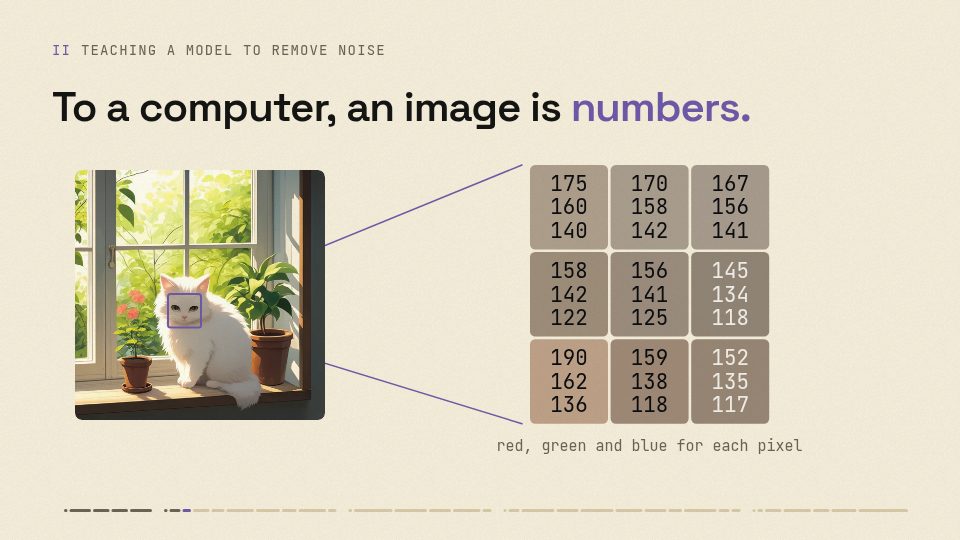 II TEACHING A MODEL TO REMOVE NOISE
To a computer, an image is numbers.
175 170 167
160 158 156
140 142 141
158 156 145
142 141 134
122 125 118
190 159 152
162 138 135
136 118 117
red, green and blue for each pixel